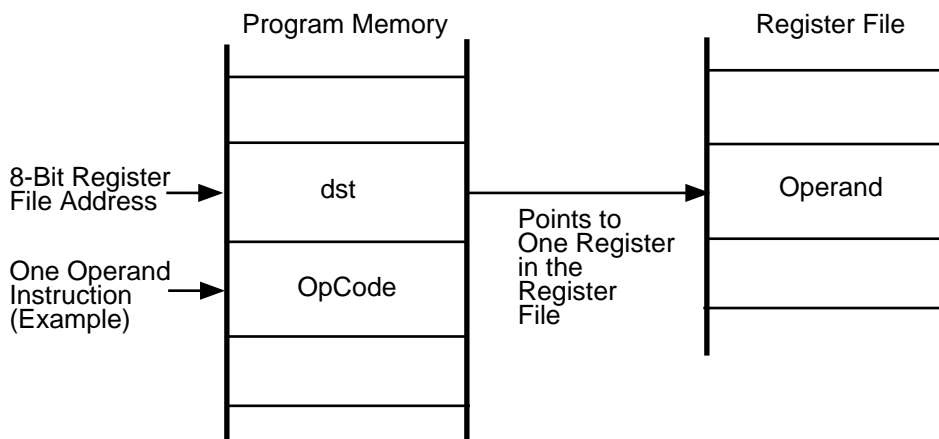 Program Memory
Register File
8-Bit Register
File Address
dst
Operand
Points to
One Register
in the
Register
File
One Operand
Instruction
(Example)
OpCode